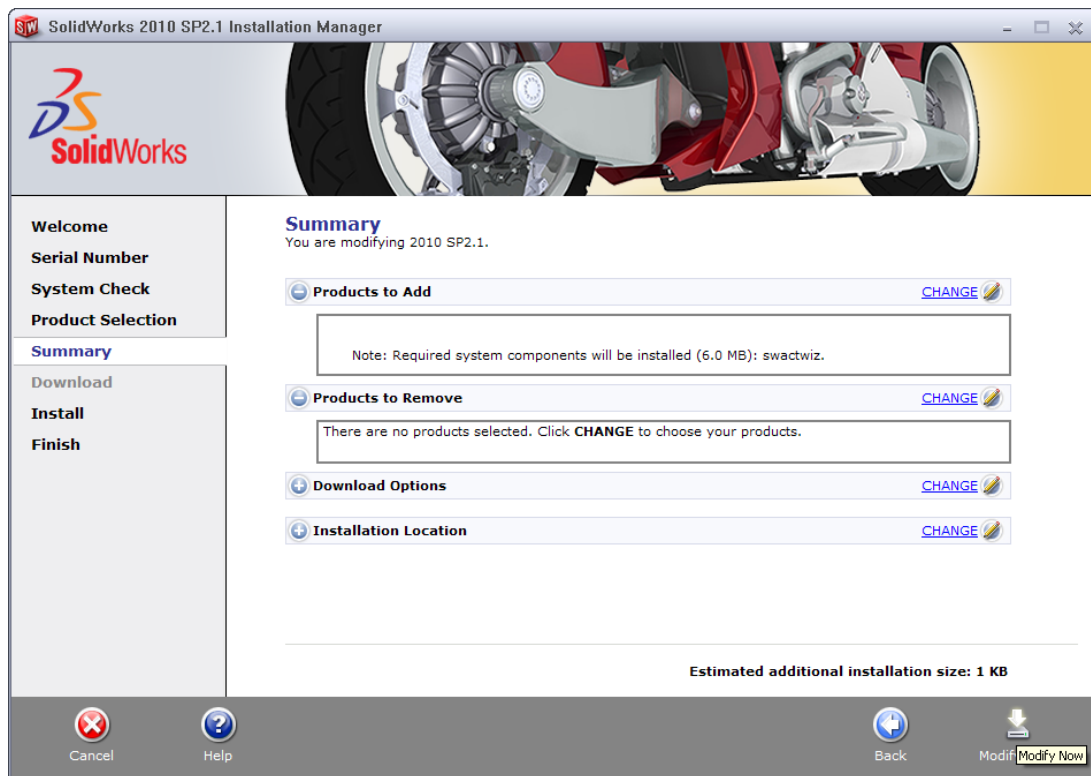 SolidWorks 2010 SP2.1 Installation Manager
SolidWorks
Welcome
Serial Number
System Check
Product Selection
Summary
Download
Install
Finish
Summary
You are modifying 2010 SP2.1.
Products to Add CHANGE
Note: Required system components will be installed (6.0 MB): swactwiz.
Products to Remove CHANGE
There are no products selected. Click CHANGE to choose your products.
Download Options CHANGE
Installation Location CHANGE
Estimated additional installation size: 1 KB
Cancel Help Back Modify Now